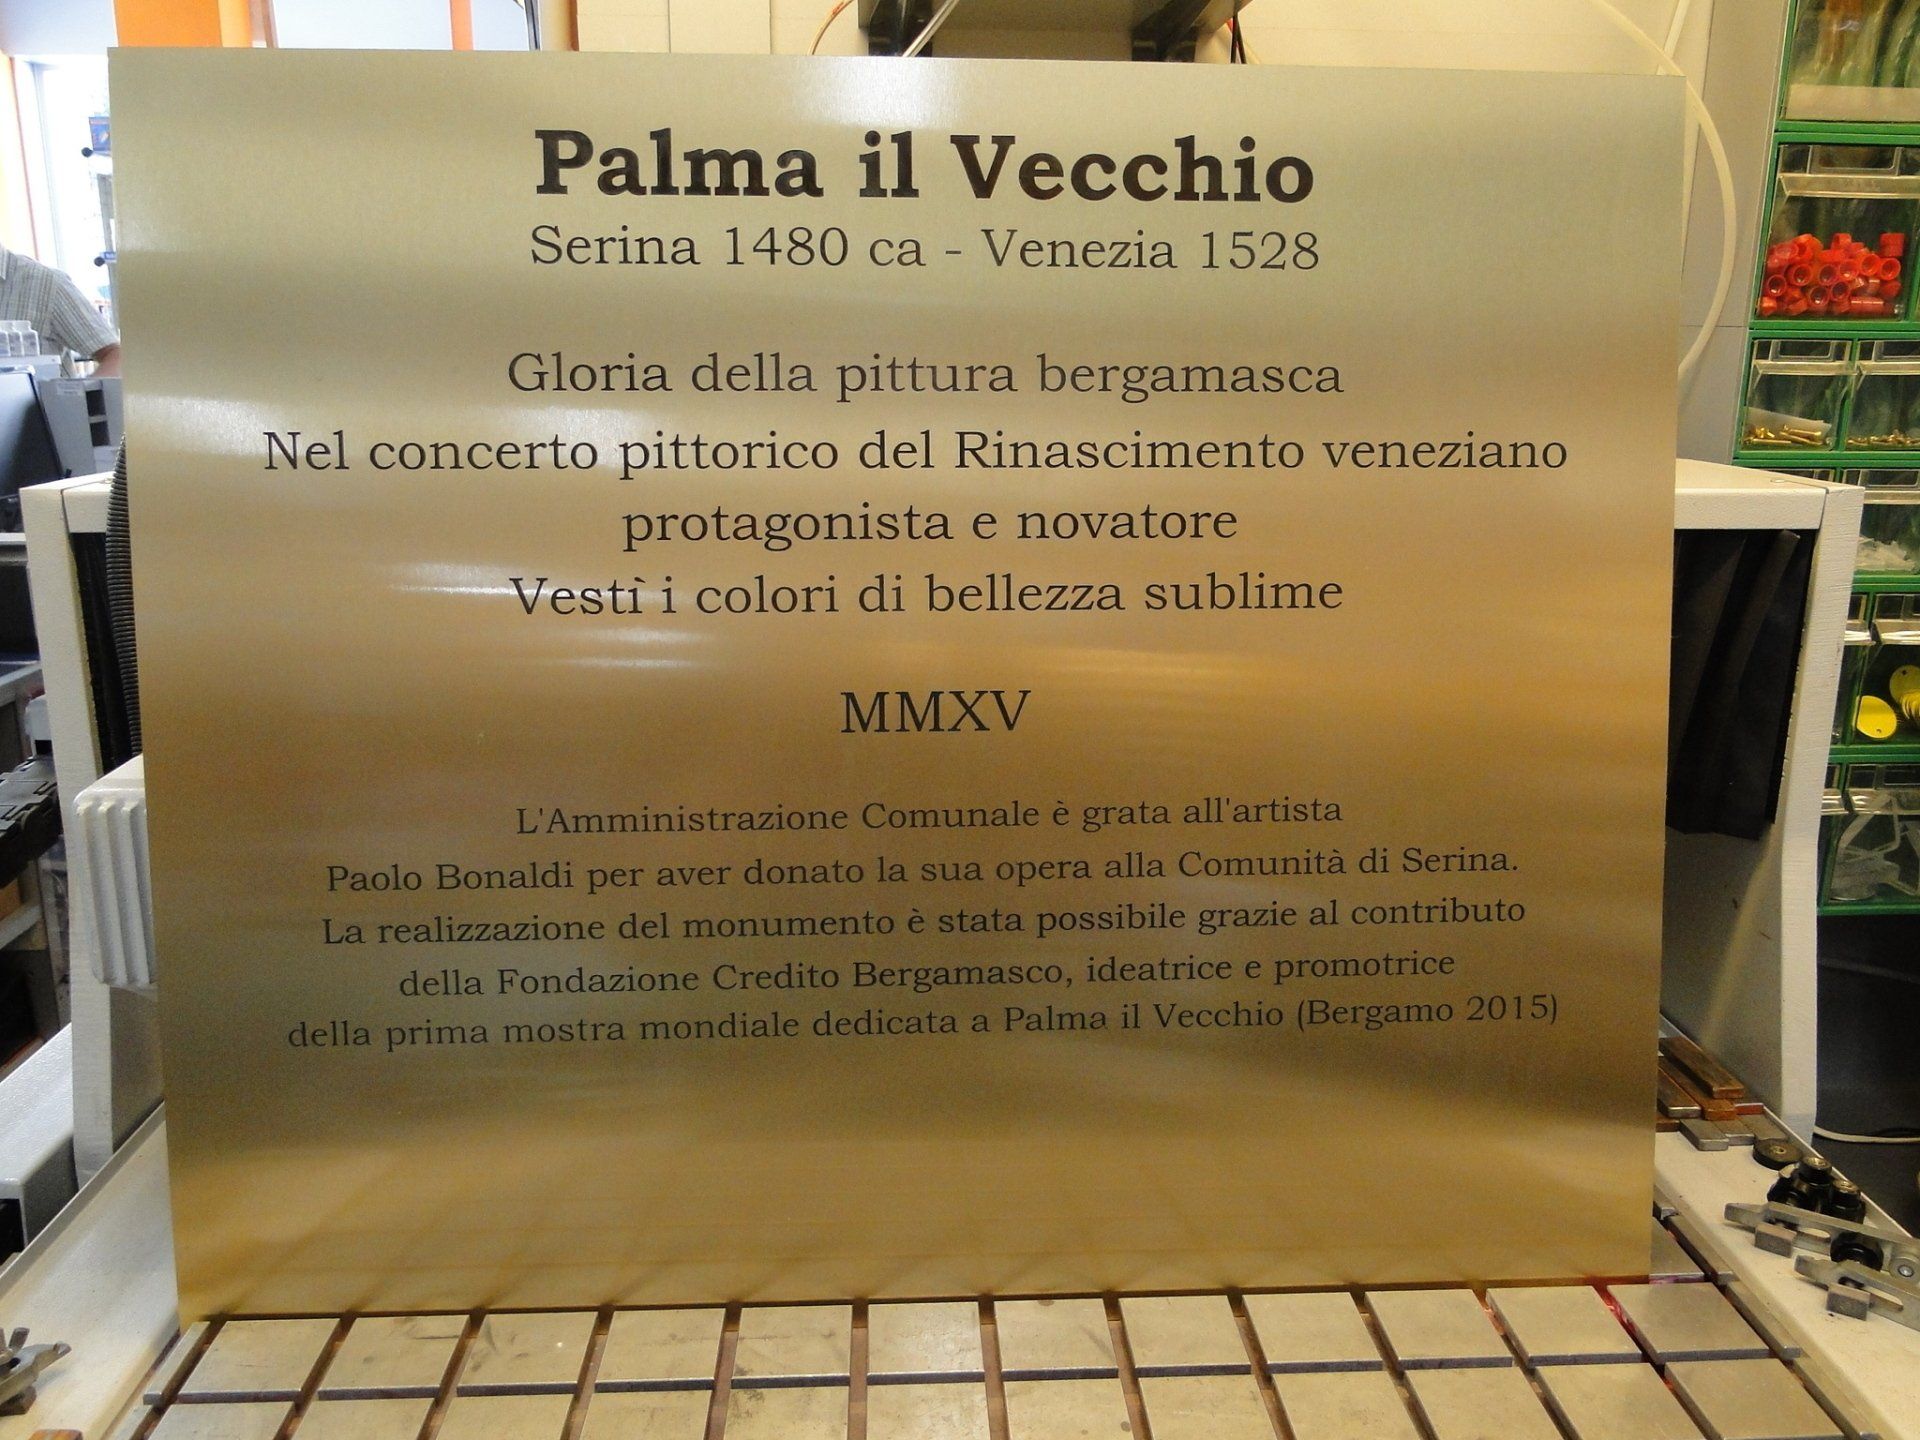 Palma il Vecchio
Serina 1480 ca - Venezia 1528
Gloria della pittura bergamasca
Nel concerto pittorico del Rinascimento veneziano
protagonista e novatore
Vestì i colori di bellezza sublime
MMXV
L'Amministrazione Comunale è grata all'artista
Paolo Bonaldi per aver donato la sua opera alla Comunità di Serina.
La realizzazione del monumento è stata possibile grazie al contributo
della Fondazione Credito Bergamasco, ideatrice e promotrice
della prima mostra mondiale dedicata a Palma il Vecchio (Bergamo 2015)